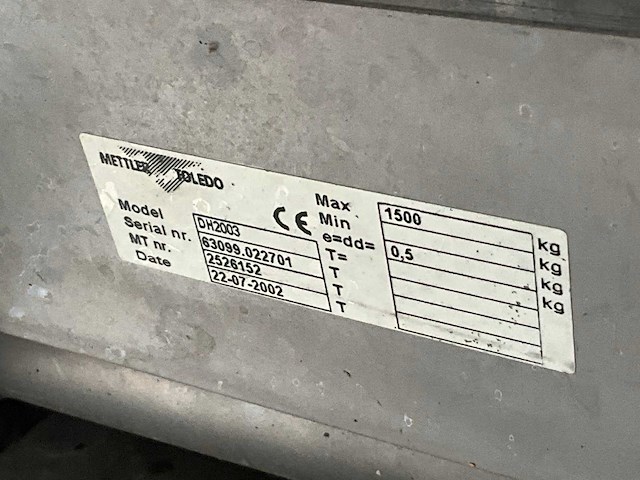 METTLER TOLEDO
Model DH2003
Serial nr. 63099.022701
MT nr. 2526152
Date 22-07-2002
CE
Max 1500 kg
Min kg
e=dd= 0,5 kg
T= kg
T
T
T